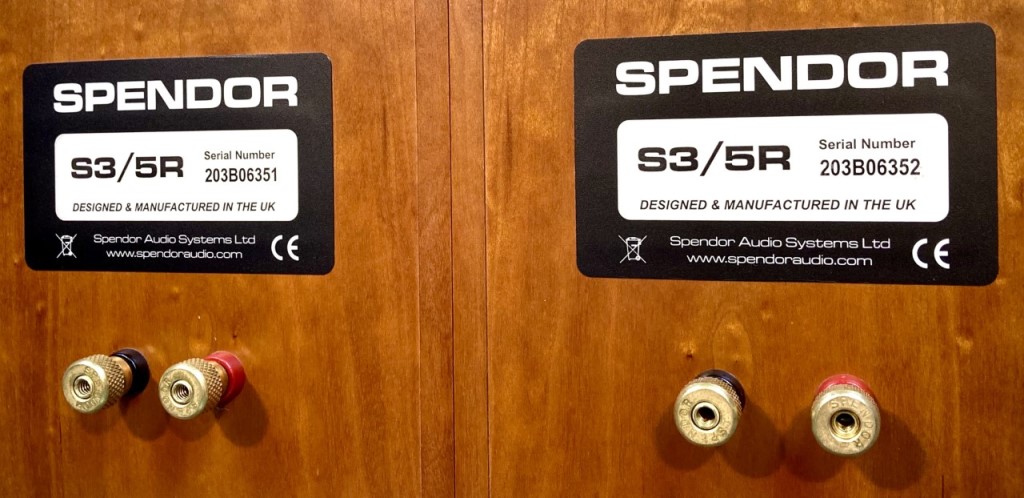 SPENDOR
S3/5R
Serial Number
203B06351
DESIGNED & MANUFACTURED IN THE UK
Spendor Audio Systems Ltd
www.spendoraudio.com
CE
SPENDOR
S3/5R
Serial Number
203B06352
DESIGNED & MANUFACTURED IN THE UK
Spendor Audio Systems Ltd
www.spendoraudio.com
CE
SPENDOR
SPENDOR